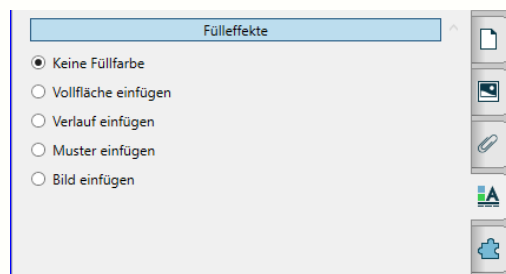 Fülleffekte
Keine Füllfarbe
Vollfläche einfügen
Verlauf einfügen
Muster einfügen
Bild einfügen
A